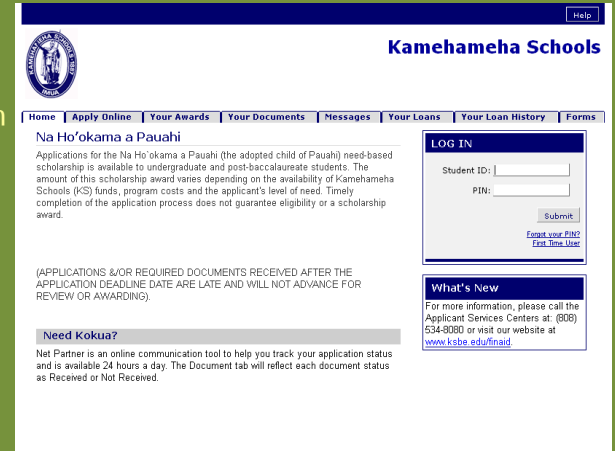 Help
KAMEHAMEHA SCHOOLS 1887
IMUA
Kamehameha Schools
Home Apply Online Your Awards Your Documents Messages Your Loans Your Loan History Forms
Na Ho'okama a Pauahi
Applications for the Na Ho`okama a Pauahi (the adopted child of Pauahi) need-based
scholarship is available to undergraduate and post-baccalaureate students. The
amount of this scholarship award varies depending on the availability of Kamehameha
Schools (KS) funds, program costs and the applicant's level of need. Timely
completion of the application process does not guarantee eligibility or a scholarship
award.
(APPLICATIONS &/OR REQUIRED DOCUMENTS RECEIVED AFTER THE
APPLICATION DEADLINE DATE ARE LATE AND WILL NOT ADVANCE FOR
REVIEW OR AWARDING).
Need Kokua?
Net Partner is an online communication tool to help you track your application status
and is available 24 hours a day. The Document tab will reflect each document status
as Received or Not Received.
LOG IN
Student ID:
PIN:
Submit
Forgot your PIN?
First Time User
What's New
For more information, please call the
Applicant Services Centers at: (808)
534-8080 or visit our website at
www.ksbe.edu/finaid.